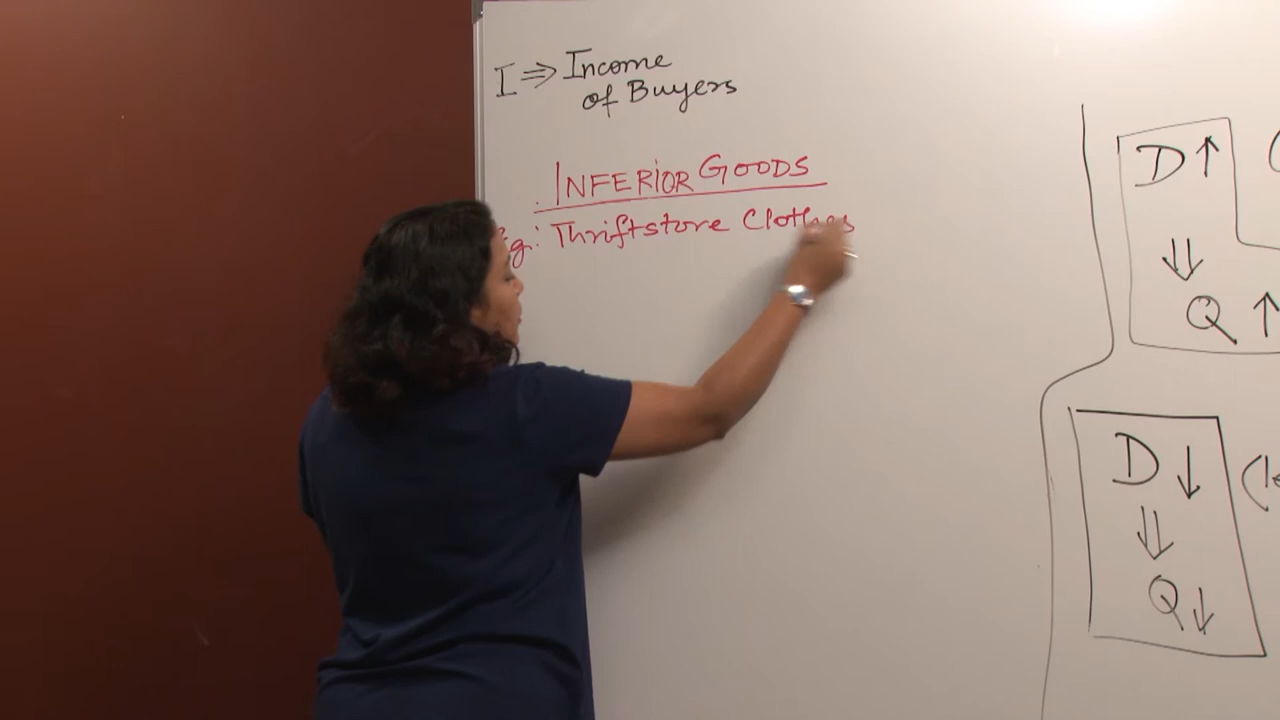 I ⇒ Income
of Buyers
INFERIOR GOODS
Thriftstore Clothes
D ↑
⇓
Q ↑
D ↓
⇓
Q ↓